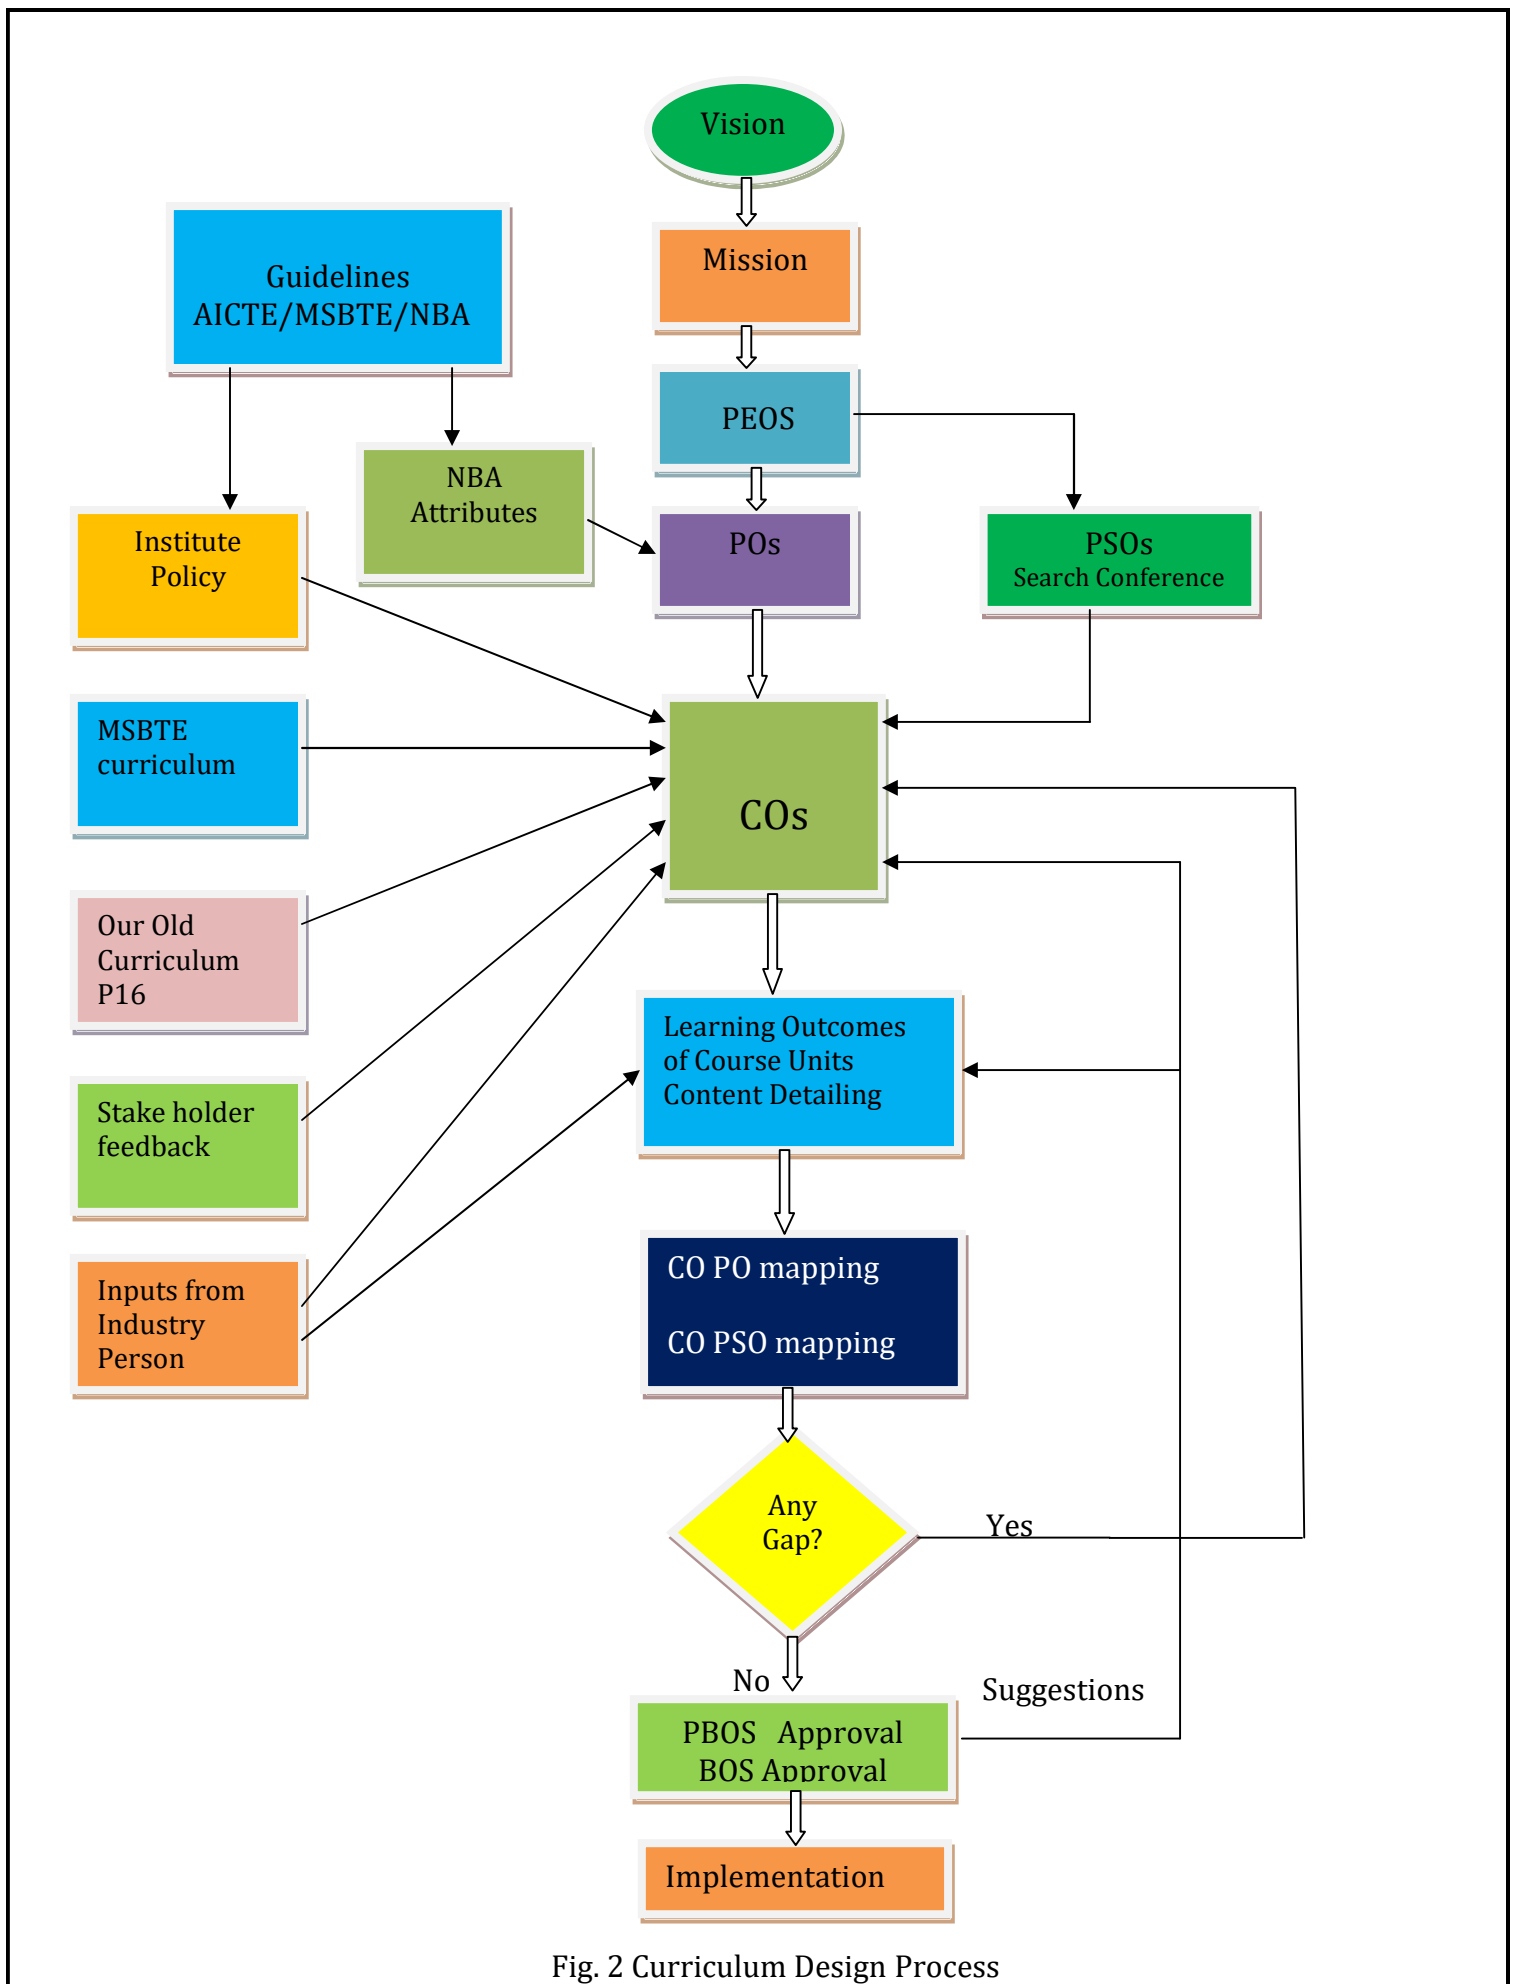 Vision
Mission
Guidelines
AICTE/MSBTE/NBA
PEOS
NBA
Attributes
Institute
Policy
POs
PSOs
Search Conference
MSBTE
curriculum
COs
Our Old
Curriculum
P16
Learning Outcomes
of Course Units
Content Detailing
Stake holder
feedback
CO PO mapping
CO PSO mapping
Inputs from
Industry
Person
Any
Gap?
Yes
No
Suggestions
PBOS Approval
BOS Approval
Implementation
Fig. 2 Curriculum Design Process